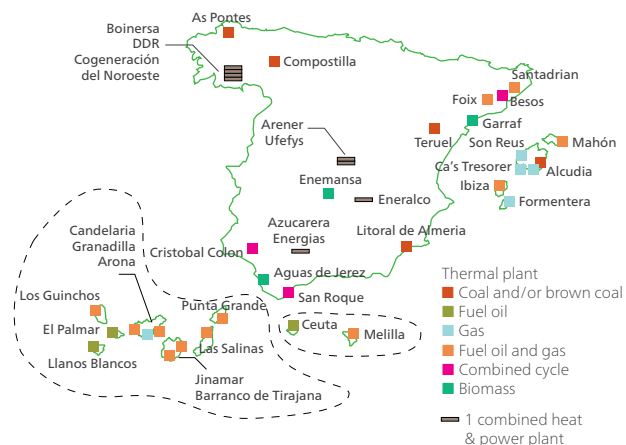 As Pontes
Boinersa
DDR
Cogeneración
del Noroeste
Compostilla
Santadrian
Foix
Besos
Arener
Ufefys
Teruel
Garraf
Son Reus
Mahón
Ca's Tresorer
Alcudia
Ibiza
Enemansa
Eneralco
Formentera
Azucarera
Energias
Litoral de Almeria
Candelaria
Granadilla
Arona
Cristobal Colon
Aguas de Jerez
San Roque
Los Guinchos
Punta Grande
El Palmar
Ceuta
Melilla
Llanos Blancos
Las Salinas
Jinamar
Barranco de Tirajana
Thermal plant
Coal and/or brown coal
Fuel oil
Gas
Fuel oil and gas
Combined cycle
Biomass
1 combined heat
& power plant